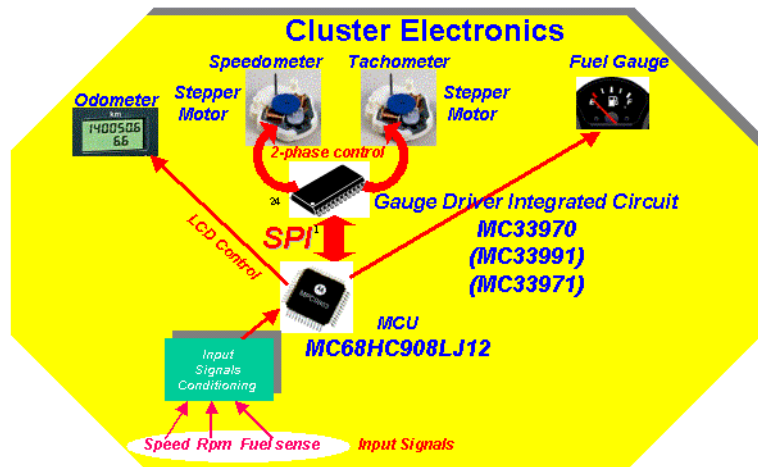 Cluster Electronics
Speedometer
Tachometer
Fuel Gauge
Odometer
Stepper
Motor
Stepper
Motor
km
140050.6
6.6
2-phase control
24
Gauge Driver Integrated Circuit
MC33970
(MC33991)
(MC33971)
SPI
1
LCD Control
MCU
MC68HC908LJ12
Input
Signals
Conditioning
Speed Rpm Fuel sense
Input Signals